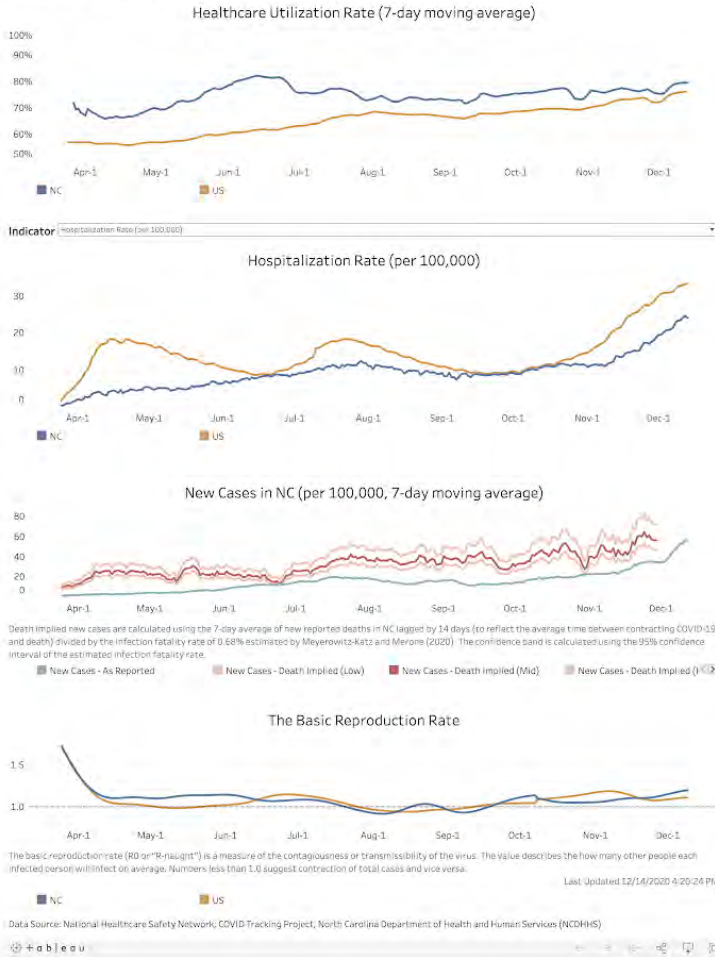 Healthcare Utilization Rate (7-day moving average)
100%
90%
80%
70%
60%
50%
Apr-1 May-1 Jun-1 Jul-1 Aug-1 Sep-1 Oct-1 Nov-1 Dec-1
NC US
Indicator Hospitalization Rate (per 100,000)
Hospitalization Rate (per 100,000)
30
20
10
0
Apr-1 May-1 Jun-1 Jul-1 Aug-1 Sep-1 Oct-1 Nov-1 Dec-1
NC US
New Cases in NC (per 100,000, 7-day moving average)
80
60
40
20
0
Apr-1 May-1 Jun-1 Jul-1 Aug-1 Sep-1 Oct-1 Nov-1 Dec-1
Death implied new cases are calculated using the 7-day average of new reported deaths in NC lagged by 14 days (to reflect the average time between contracting COVID-19
and death) divided by the infection fatality rate of 0.68% estimated by Meyerowitz-Katz and Merone (2020). The confidence band is calculated using the 95% confidence
interval of the estimated infection fatality rate.
New Cases - As Reported New Cases - Death Implied (Low) New Cases - Death Implied (Mid) New Cases - Death Implied (
The Basic Reproduction Rate
1.5
1.0
Apr-1 May-1 Jun-1 Jul-1 Aug-1 Sep-1 Oct-1 Nov-1 Dec-1
The basic reproduction rate (R0 or "R-naught") is a measure of the contagiousness or transmissibility of the virus. The value describes the how many other people each
infected person will infect on average. Numbers less than 1.0 suggest contraction of total cases and vice versa.
Last Updated 12/14/2020 4:20:24 PM
NC US
Data Source: National Healthcare Safety Network, COVID Tracking Project, North Carolina Department of Health and Human Services (NCDHHS)
+ableau